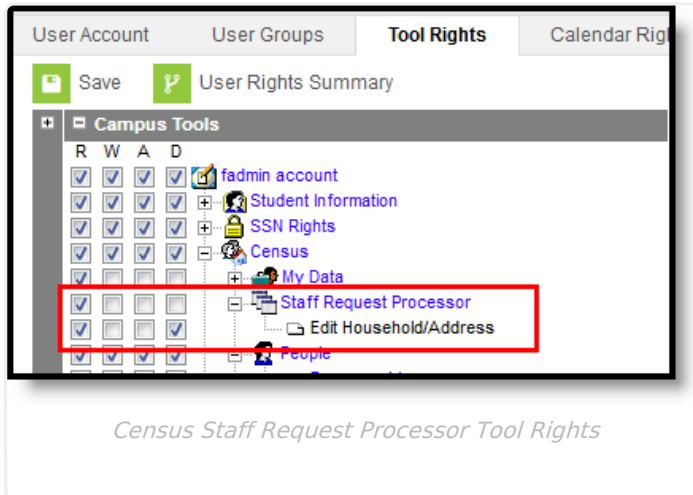 User Account User Groups Tool Rights Calendar Rigl
Save User Rights Summary
Campus Tools
R W A D
fadmin account
Student Information
SSN Rights
Census
My Data
Staff Request Processor
Edit Household/Address
People
Census Staff Request Processor Tool Rights